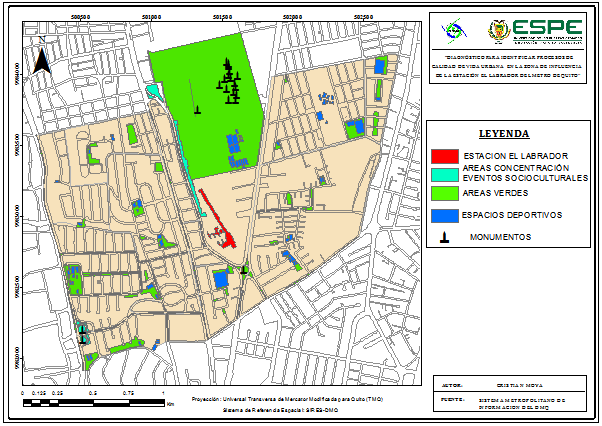 500500 501000 501500 502000 502500
N
ESPE
"DIAGNÓSTICO PARA IDENTIFICAR PROCESOS DE
CALIDAD DE VIDA URBANA EN LA ZONA DE INFLUENCIA
DE LA ESTACIÓN EL LABRADOR DEL METRO DE QUITO"
LEYENDA
ESTACION EL LABRADOR
AREAS CONCENTRACIÓN
EVENTOS SOCIOCULTURALES
AREAS VERDES
ESPACIOS DEPORTIVOS
MONUMENTOS
0 0.125 0.25 0.5 0.75 1
Km
Proyección: Universal Transversa de Mercator Modificada para Quito (TMQ)
Sistema de Referencia Espacial: SIRES-DMQ
AUTOR: CRISTIAN MOYA
FUENTE: SISTEMA METROPOLITANO DE
INFORMACION DEL DMQ